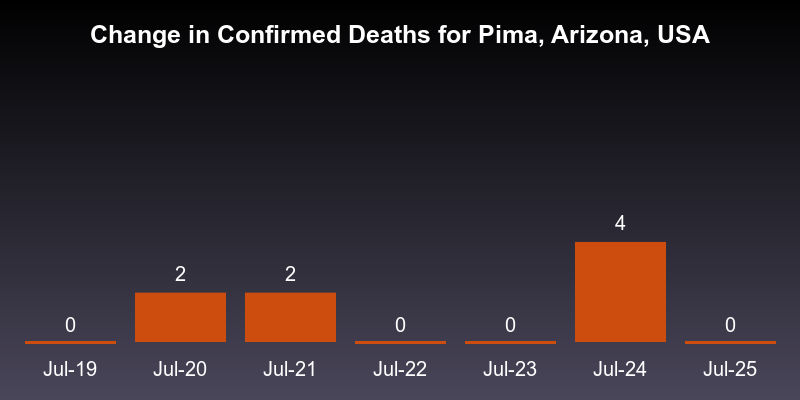 Change in Confirmed Deaths for Pima, Arizona, USA
4
2 2
0 0 0 0
Jul-19 Jul-20 Jul-21 Jul-22 Jul-23 Jul-24 Jul-25